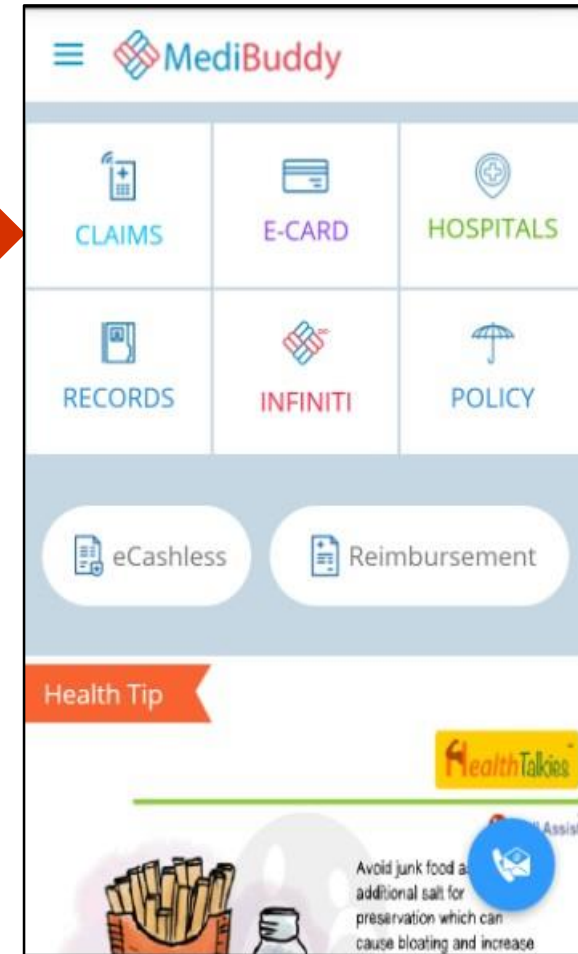 MediBuddy
CLAIMS
E-CARD
HOSPITALS
RECORDS
INFINITI
POLICY
eCashless
Reimbursement
Health Tip
HealthTalkies
Assist
Avoid junk food
additional salt for
preservation which can
cause bloating and increase